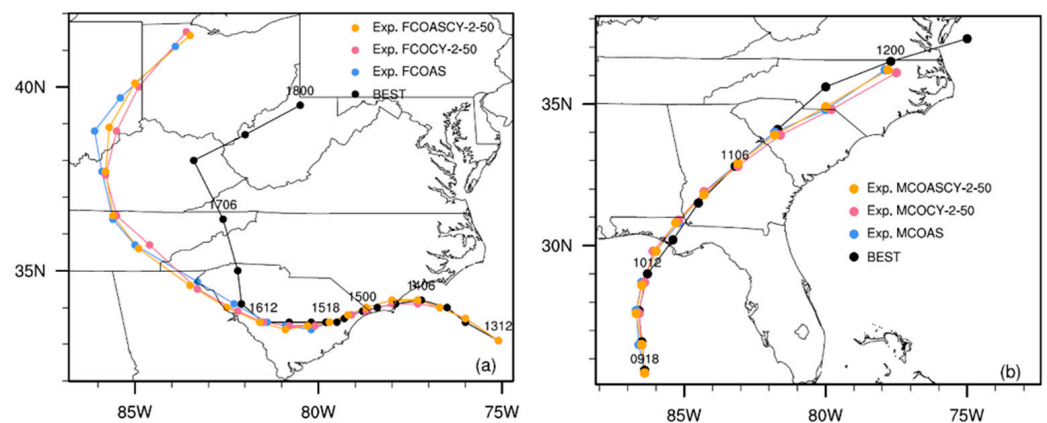 Exp. FCOASCY-2-50
Exp. FCOCY-2-50
Exp. FCOAS
BEST
1800
1706
1612
1518
1500
1406
1312
40N
35N
85W
80W
75W
(a)
1200
1106
1012
0918
Exp. MCOASCY-2-50
Exp. MCOCY-2-50
Exp. MCOAS
BEST
35N
30N
85W
80W
75W
(b)